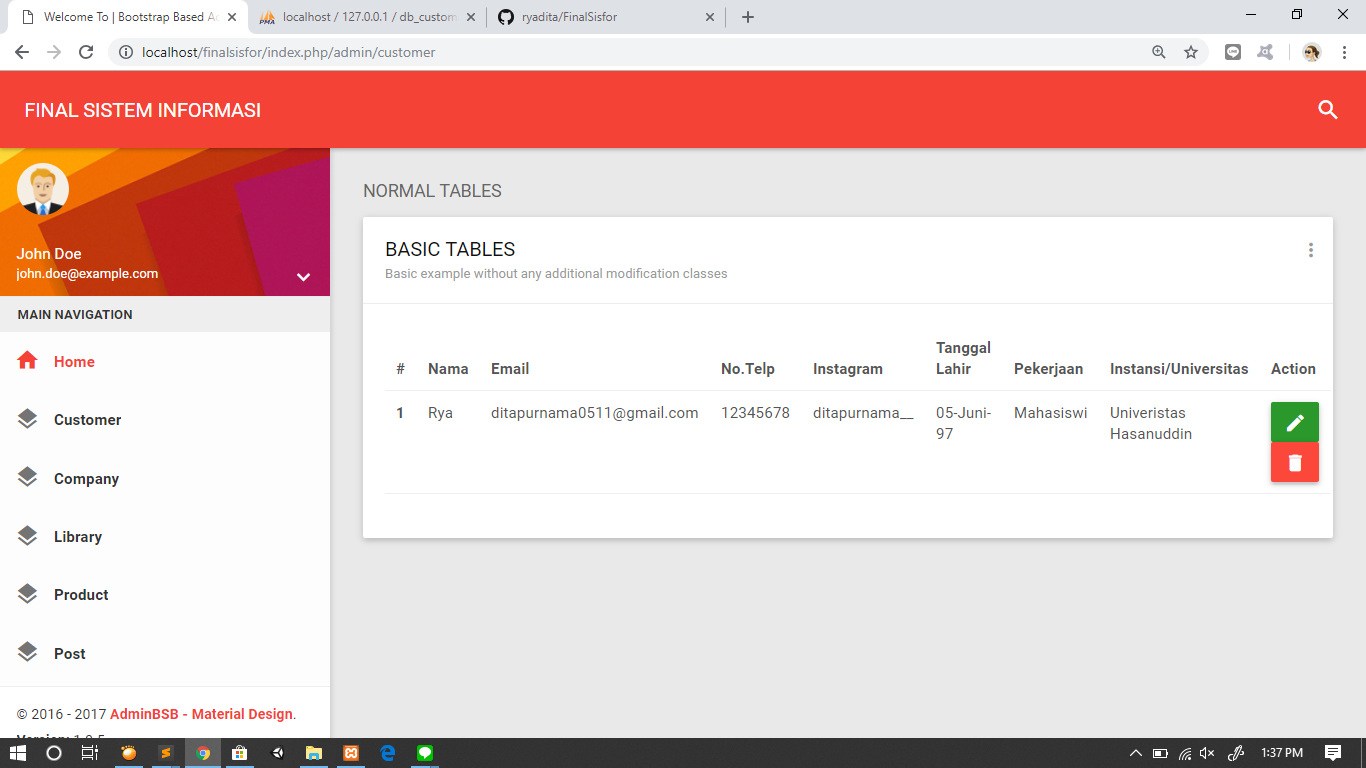 Welcome To | Bootstrap Based Ac
localhost / 127.0.0.1 / db_custom
ryadita/FinalSisfor
localhost/finalsisfor/index.php/admin/customer
FINAL SISTEM INFORMASI
John Doe
john.doe@example.com
MAIN NAVIGATION
Home
Customer
Company
Library
Product
Post
© 2016 - 2017 AdminBSB - Material Design.
NORMAL TABLES
BASIC TABLES
Basic example without any additional modification classes
# Nama Email No.Telp Instagram Tanggal Lahir Pekerjaan Instansi/Universitas Action
1 Rya ditapurnama0511@gmail.com 12345678 ditapurnama__ 05-Juni-97 Mahasiswi Univeristas Hasanuddin
1:37 PM